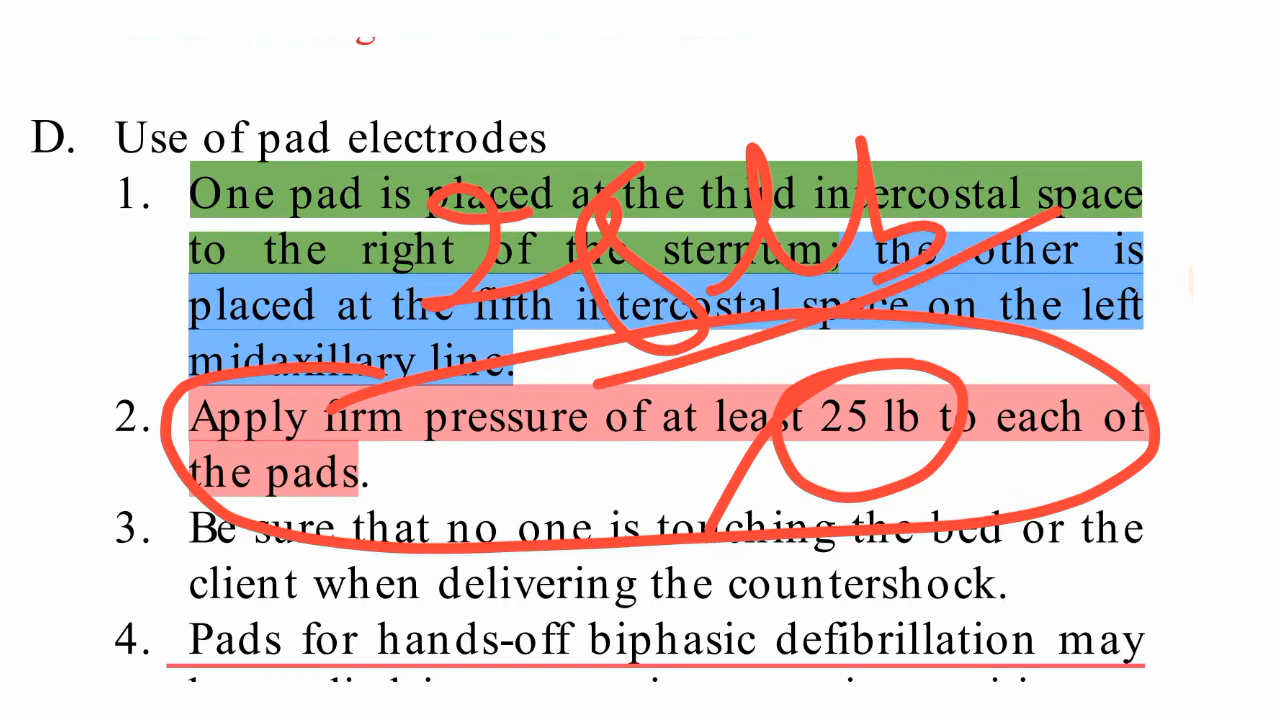 D. Use of pad electrodes
1. One pad is placed at the third intercostal space
to the right of the sternum; the other is
placed at the fifth intercostal space on the left
midaxillary line.
25 lb
2. Apply firm pressure of at least 25 lb to each of
the pads.
3. Be sure that no one is touching the bed or the
client when delivering the countershock.
4. Pads for hands-off biphasic defibrillation may